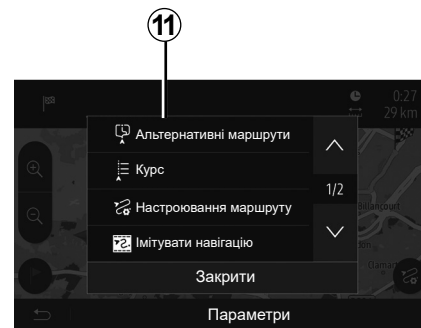 11
0:27
29 km
Альтернативні маршрути
Курс
1/2
Настроювання маршруту
Імітувати навігацію
Закрити
Параметри